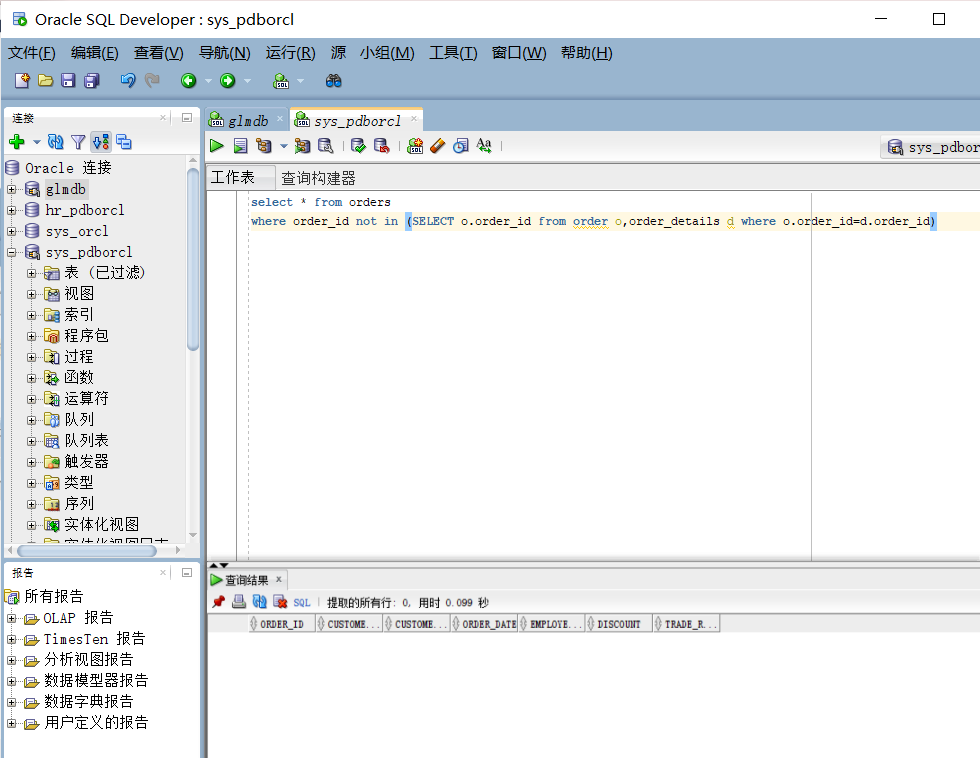 Oracle SQL Developer : sys_pdborcl
文件(F) 编辑(E) 查看(V) 导航(N) 运行(R) 源 小组(M) 工具(T) 窗口(W) 帮助(H)
连接
Oracle 连接
glmdb
hr_pdborcl
sys_orcl
sys_pdborcl
表 (已过滤)
视图
索引
程序包
过程
函数
运算符
队列
队列表
触发器
类型
序列
实体化视图
实体化视图日志
报告
所有报告
OLAP 报告
TimesTen 报告
分析视图报告
数据模型器报告
数据字典报告
用户定义的报告
glmdb sys_pdborcl
sys_pdbor
工作表 查询构建器
select * from orders
where order_id not in (SELECT o.order_id from order o,order_details d where o.order_id=d.order_id)
查询结果
SQL | 提取的所有行: 0, 用时 0.099 秒
ORDER_ID CUSTOME... CUSTOME... ORDER_DATE EMPLOYE... DISCOUNT TRADE_R...